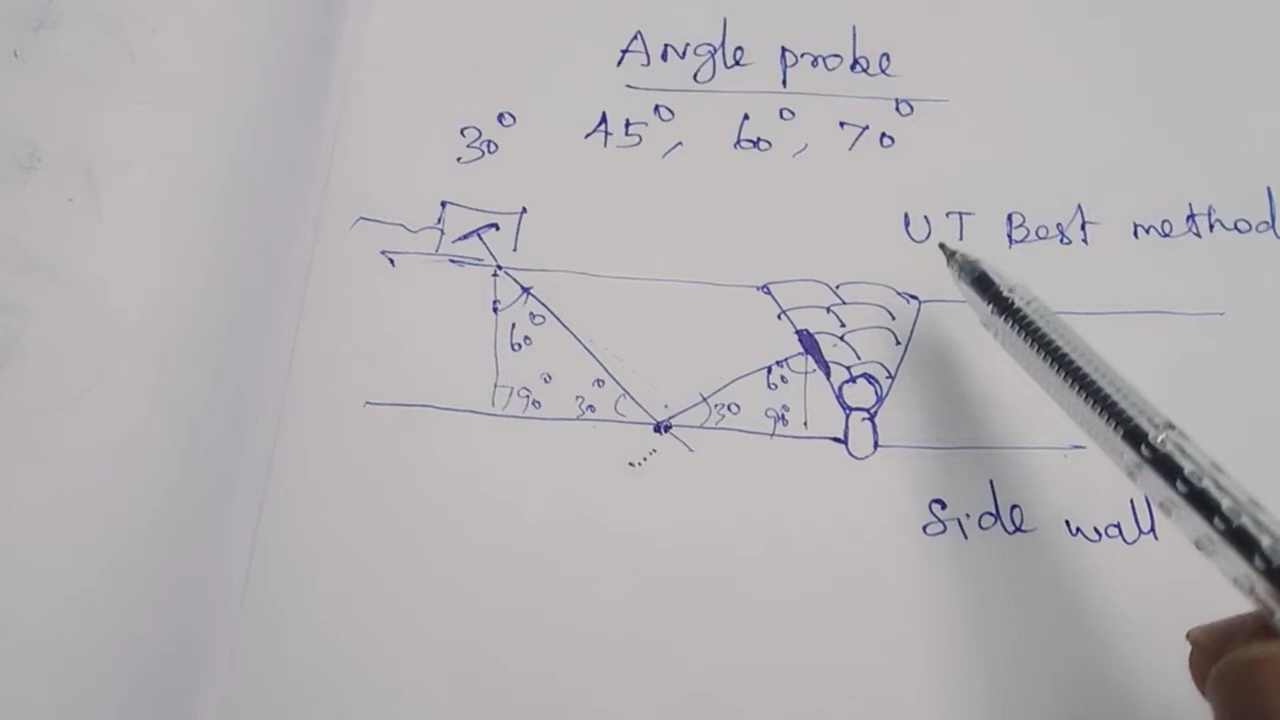 Angle probe
30° 45°, 60°, 70°
UT Best method
60°
90° 30° 30 60° 90°
Side wall